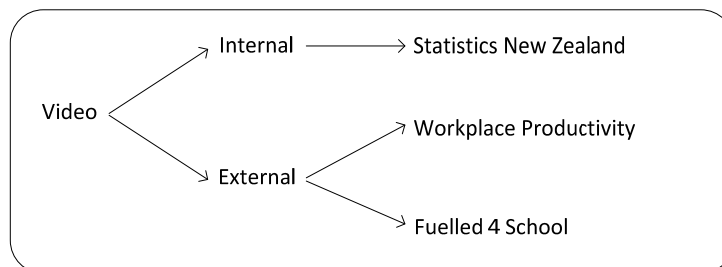 Internal
Statistics New Zealand
Video
Workplace Productivity
External
Fuelled 4 School